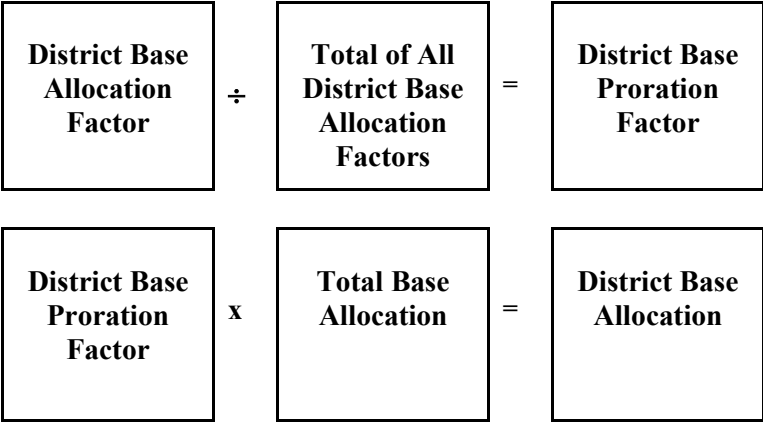 District Base
Allocation
Factor
÷
Total of All
District Base
Allocation
Factors
=
District Base
Proration
Factor
District Base
Proration
Factor
x
Total Base
Allocation
=
District Base
Allocation